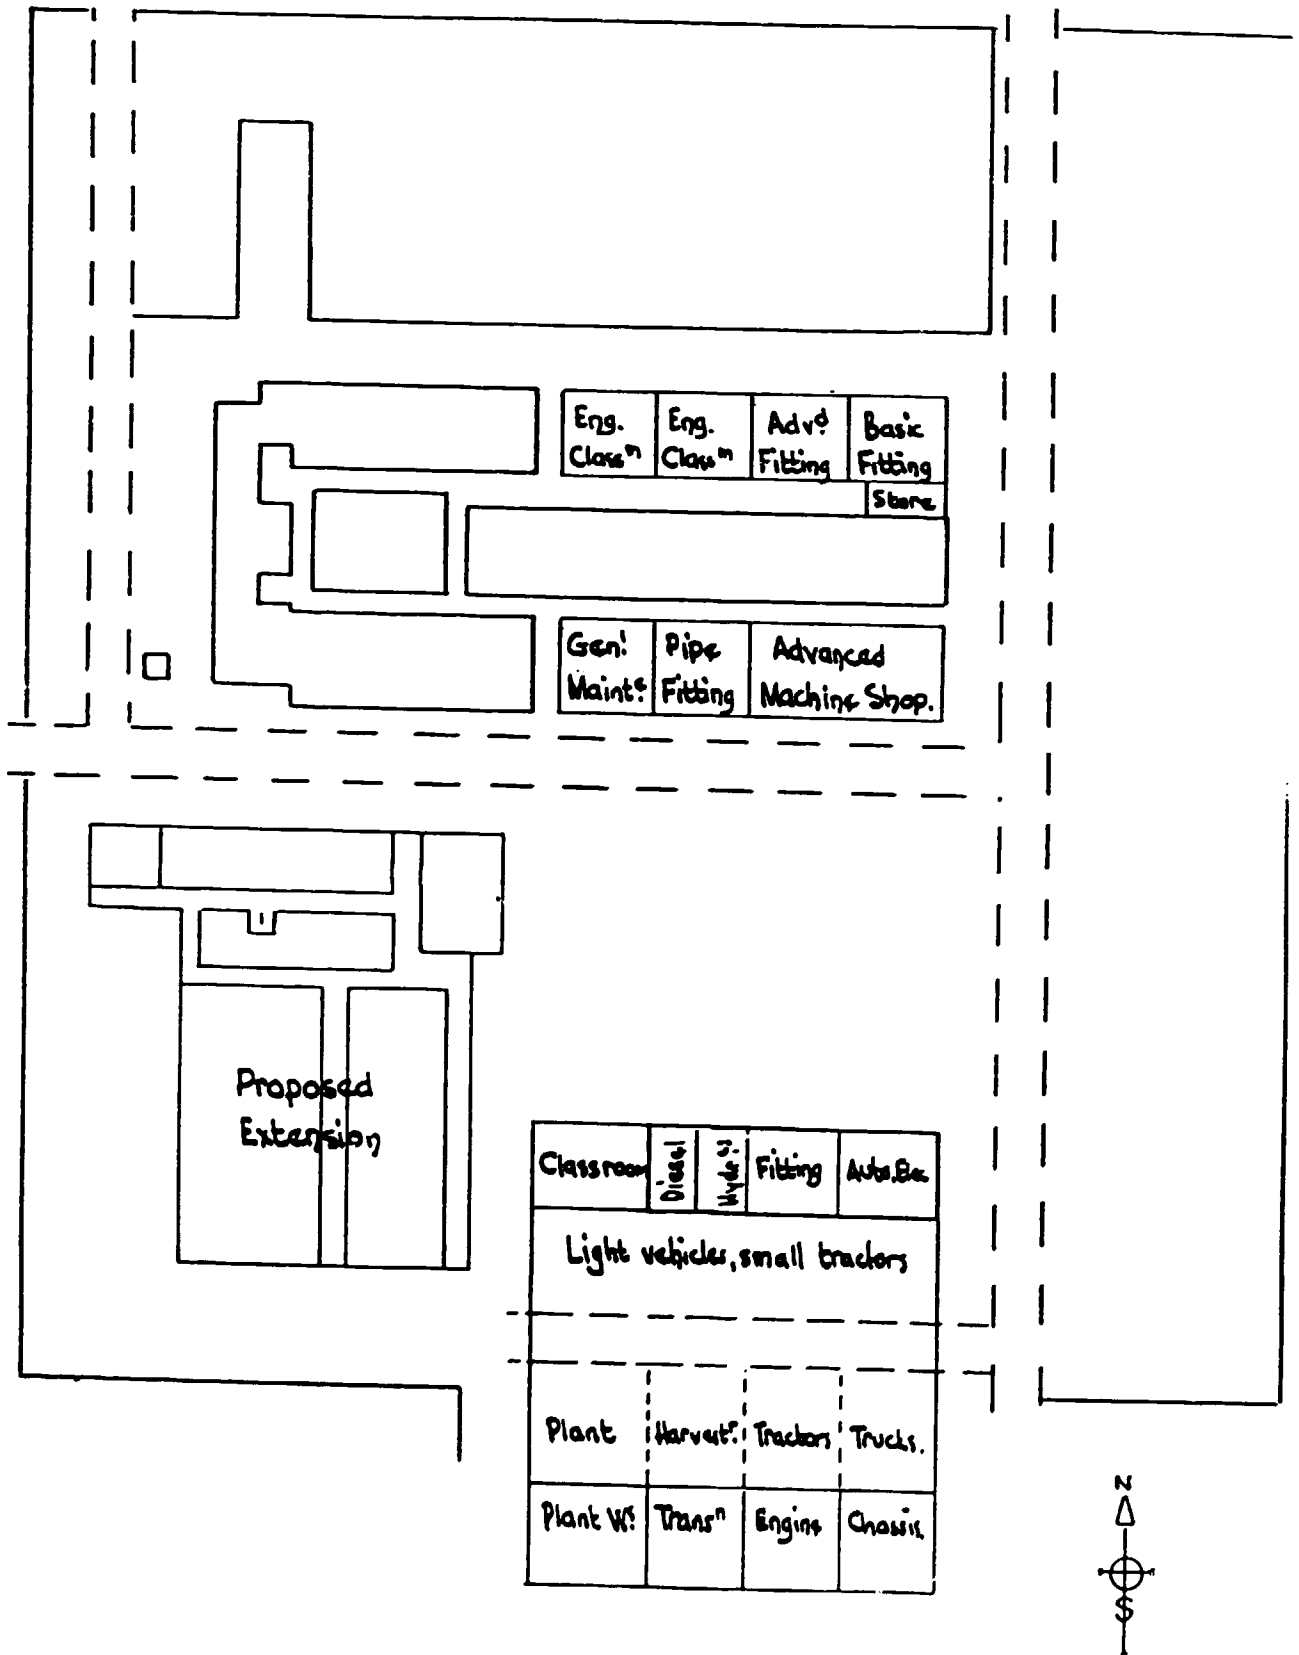 Eng.
Classⁿ
Eng.
Classⁿ
Advᵈ
Fitting
Basic
Fitting
Store
Genˡ
Maintᵉ
Pipe
Fitting
Advanced
Machine Shop.
Proposed
Extension
Classroom
Diesel
Fitting
Auto.Elec
Light vehicles, small tractors
Plant
Harvestʳ
Tractors
Trucks.
Plant Wˢ
Transⁿ
Engine
Chassis.
N
S